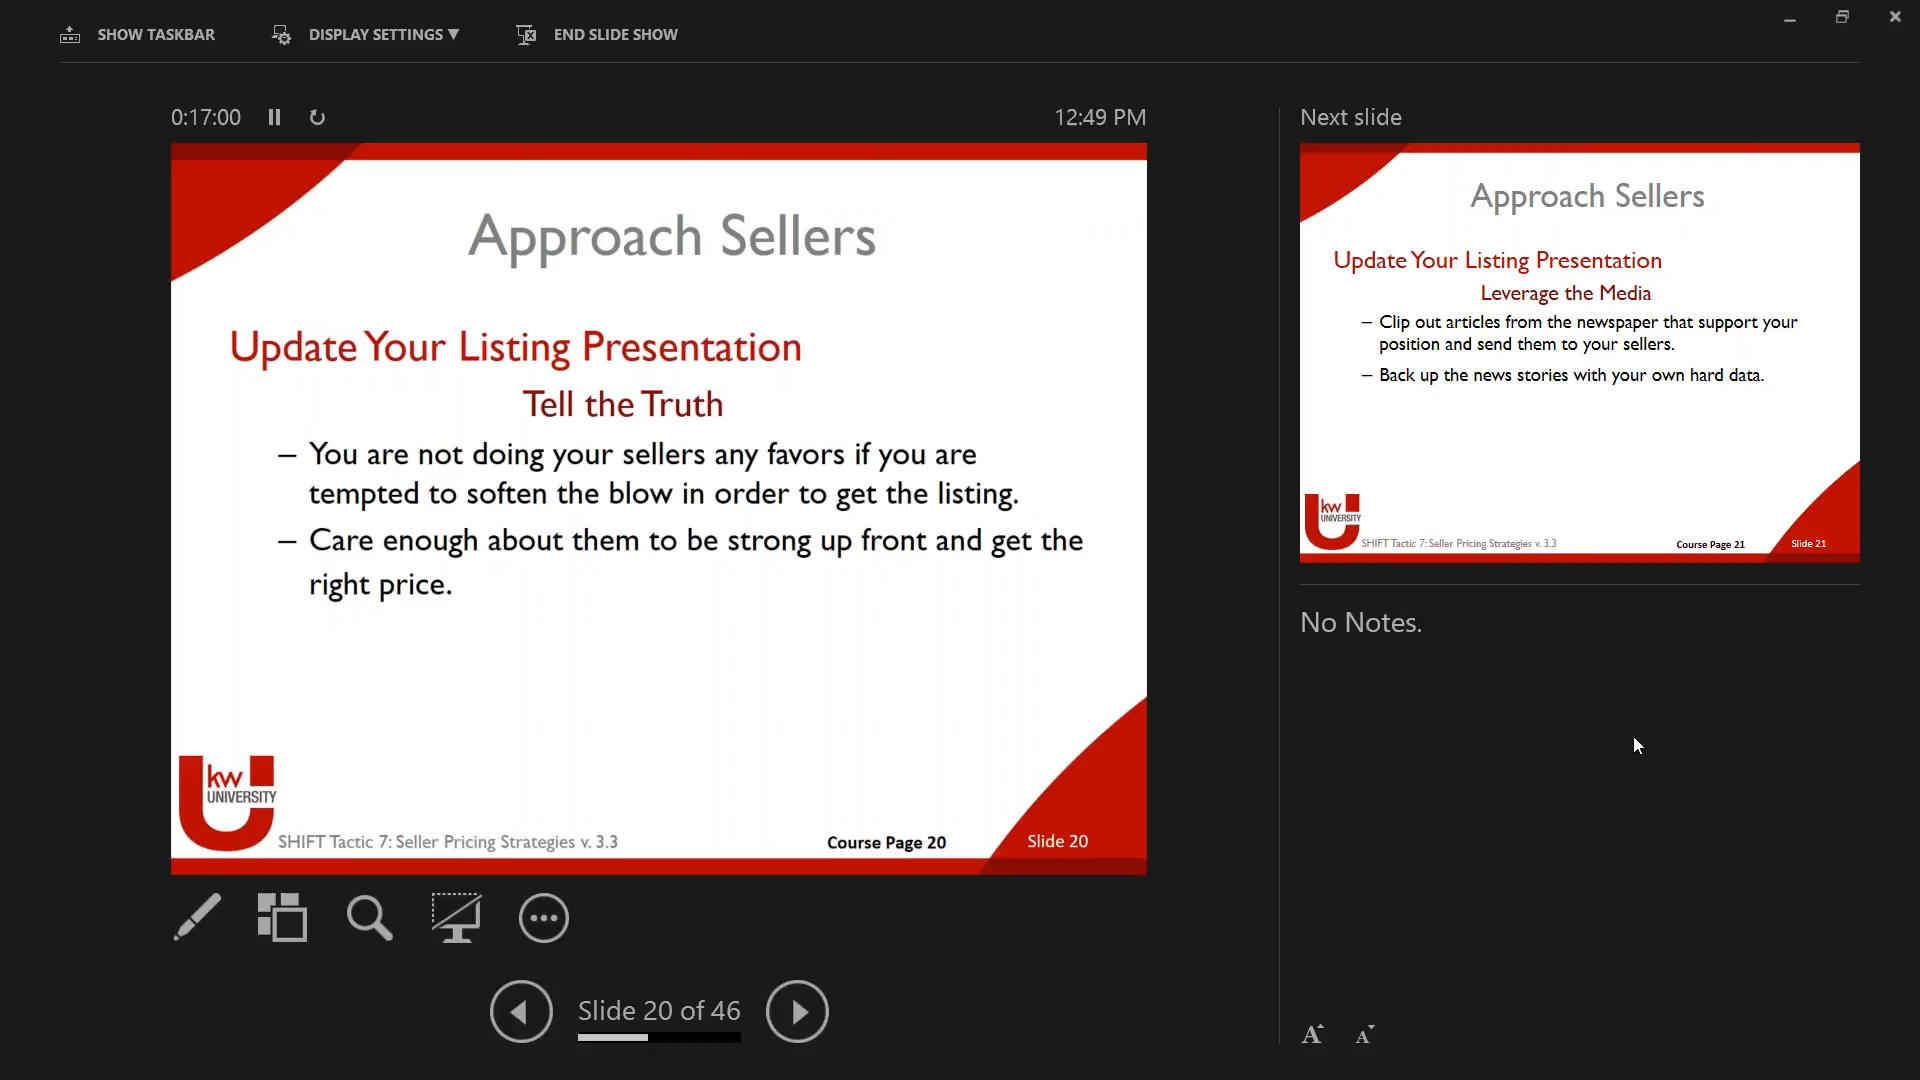 SHOW TASKBAR
DISPLAY SETTINGS ▼
END SLIDE SHOW
0:17:00
12:49 PM
Approach Sellers
Update Your Listing Presentation
Tell the Truth
– You are not doing your sellers any favors if you are
tempted to soften the blow in order to get the listing.
– Care enough about them to be strong up front and get the
right price.
kw
UNIVERSITY
SHIFT Tactic 7: Seller Pricing Strategies v. 3.3
Course Page 20
Slide 20
Slide 20 of 46
Next slide
Approach Sellers
Update Your Listing Presentation
Leverage the Media
– Clip out articles from the newspaper that support your
position and send them to your sellers.
– Back up the news stories with your own hard data.
kw
UNIVERSITY
SHIFT Tactic 7: Seller Pricing Strategies v. 3.3
Course Page 21
Slide 21
No Notes.
A A